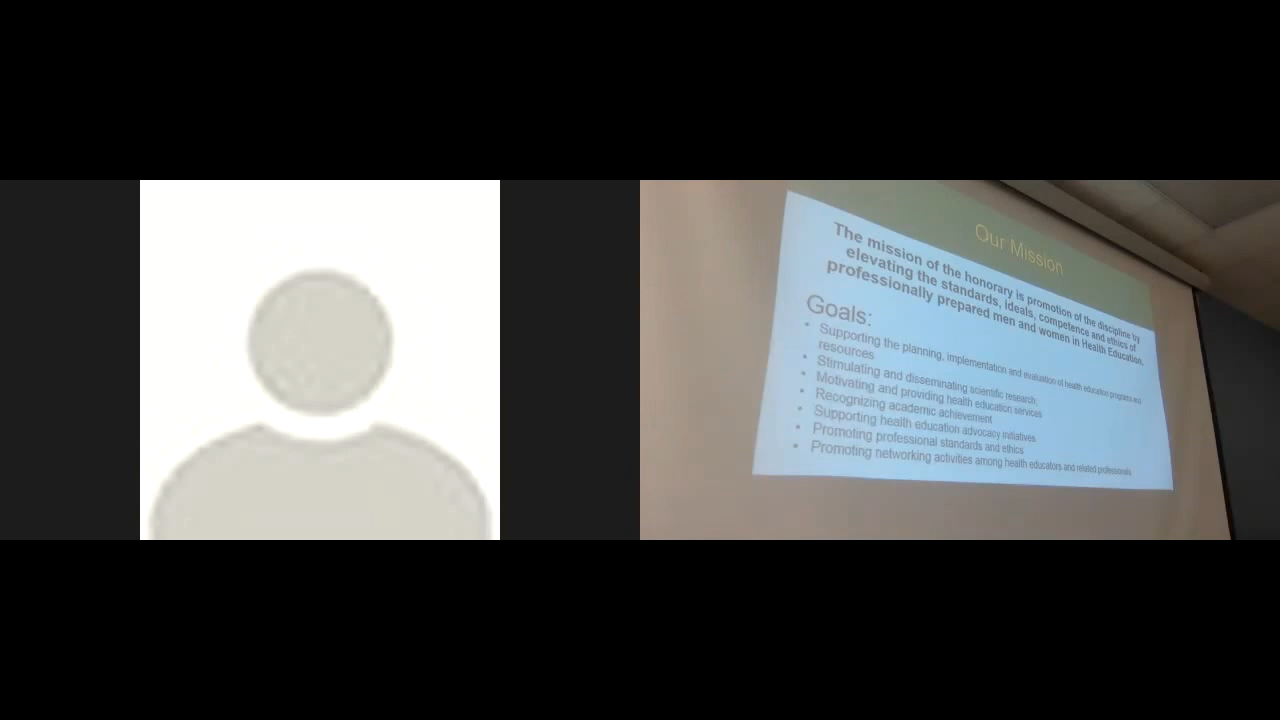 Our Mission
The mission of the honorary is promotion of the discipline by
elevating the standards, ideals, competence and ethics of
professionally prepared men and women in Health Education.
Goals:
• Supporting the planning, implementation and evaluation of health education programs and
resources
• Stimulating and disseminating scientific research;
• Motivating and providing health education services
• Recognizing academic achievement
• Supporting health education advocacy initiatives
• Promoting professional standards and ethics
• Promoting networking activities among health educators and related professionals